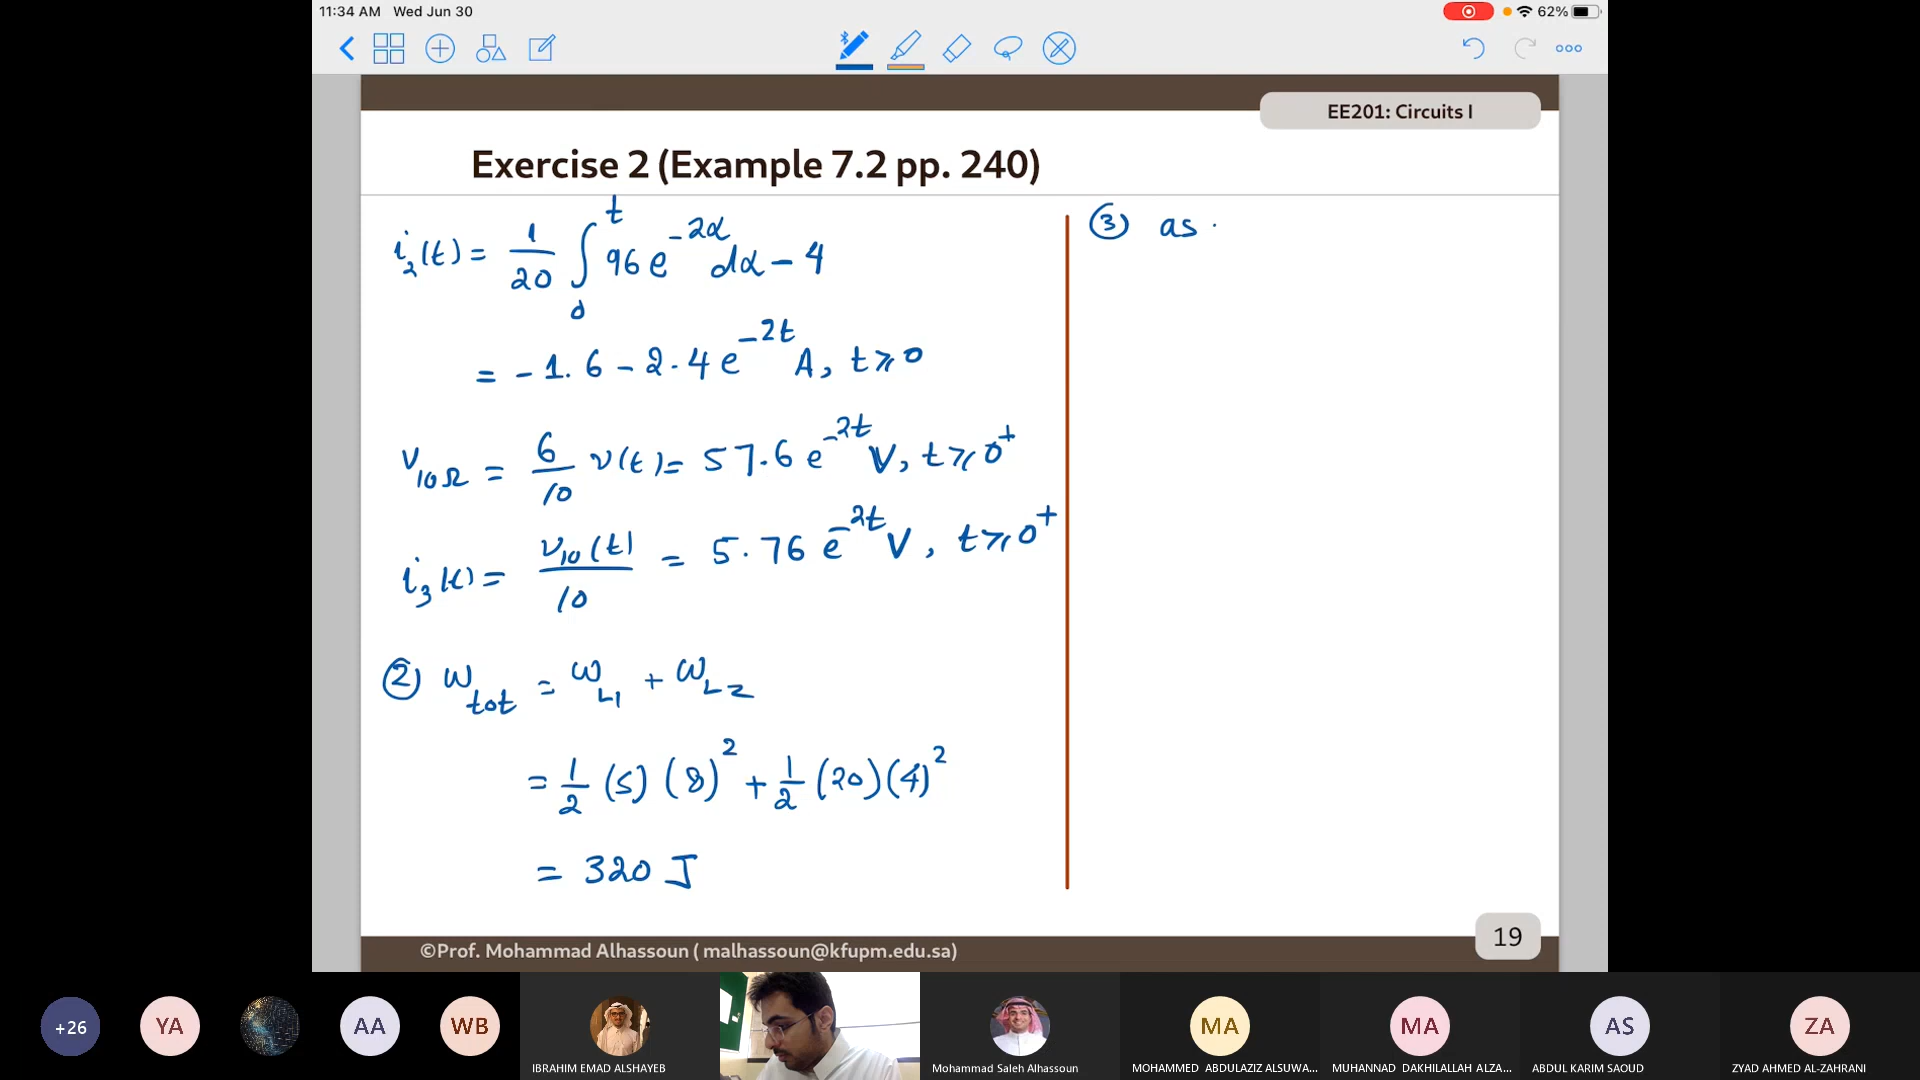 11:34 AM Wed Jun 30
62%
EE201: Circuits I
Exercise 2 (Example 7.2 pp. 240)
i₂(t) = 1/20 ∫₀ᵗ 96 e^(-2α) dα - 4
= -1.6 - 2.4 e^(-2t) A, t ≥ 0
v₁₀Ω = 6/10 v(t) = 57.6 e^(-2t) V, t ≥ 0⁺
i₃(t) = v₁₀(t)/10 = 5.76 e^(-2t) V, t ≥ 0⁺
② w_tot = w_L1 + w_L2
= 1/2 (5)(8)² + 1/2 (20)(4)²
= 320 J
③ as
19
©Prof. Mohammad Alhassoun ( malhassoun@kfupm.edu.sa)
+26
YA
AA
WB
IBRAHIM EMAD ALSHAYEB
Mohammad Saleh Alhassoun
MA
MOHAMMED ABDULAZIZ ALSUWA...
MA
MUHANNAD DAKHILALLAH ALZA...
AS
ABDUL KARIM SAOUD
ZA
ZYAD AHMED AL-ZAHRANI